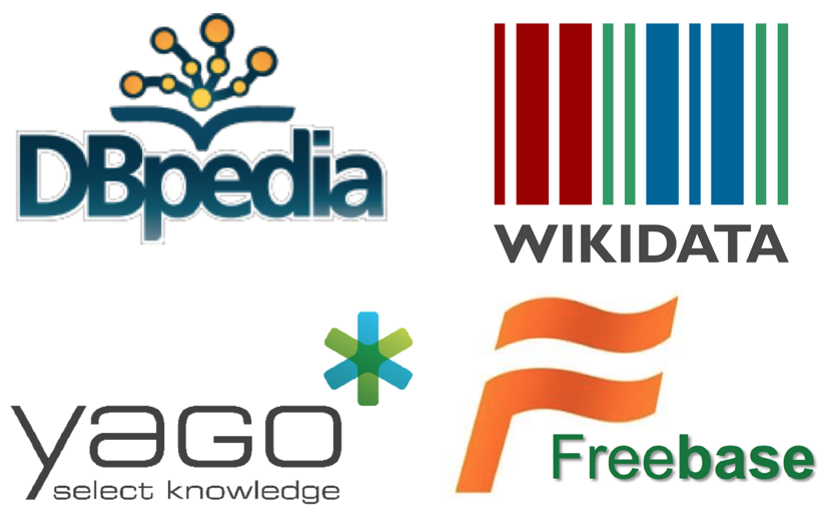 DBpedia
WIKIDATA
yago
select knowledge
Freebase